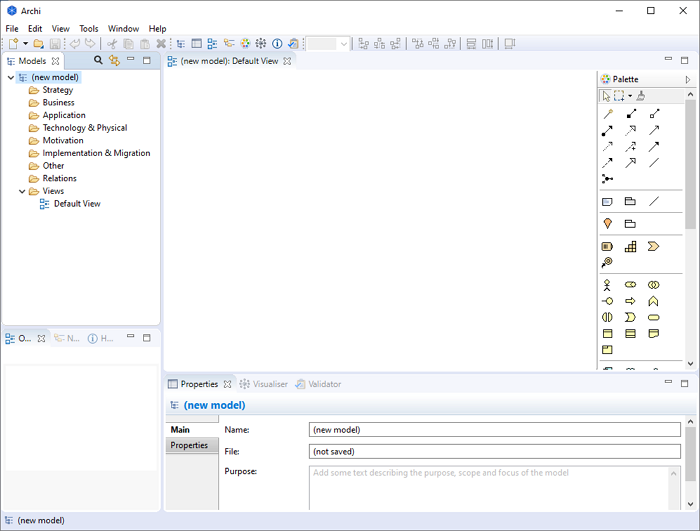 Archi
File Edit View Tools Window Help
Models
(new model)
Strategy
Business
Application
Technology & Physical
Motivation
Implementation & Migration
Other
Relations
Views
Default View
(new model): Default View
Palette
O... N... H...
Properties Visualiser Validator
(new model)
Main
Properties
Name: (new model)
File: (not saved)
Purpose: Add some text describing the purpose, scope and focus of the model
(new model)